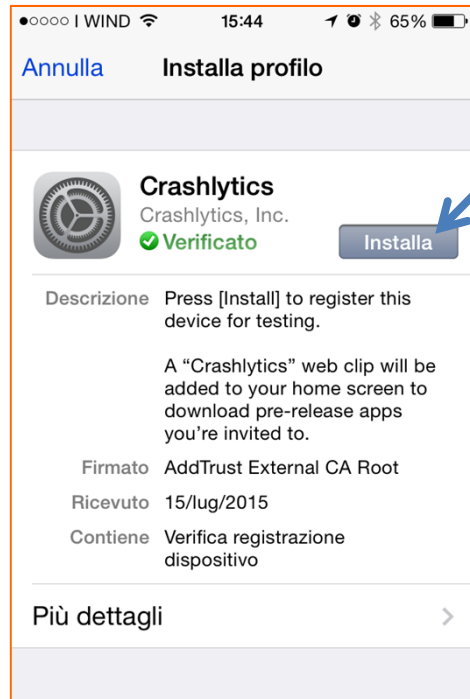 I WIND 15:44 65%
Annulla Installa profilo
Crashlytics
Crashlytics, Inc.
Verificato Installa
Descrizione Press [Install] to register this
device for testing.
A “Crashlytics” web clip will be
added to your home screen to
download pre-release apps
you’re invited to.
Firmato AddTrust External CA Root
Ricevuto 15/lug/2015
Contiene Verifica registrazione
dispositivo
Più dettagli